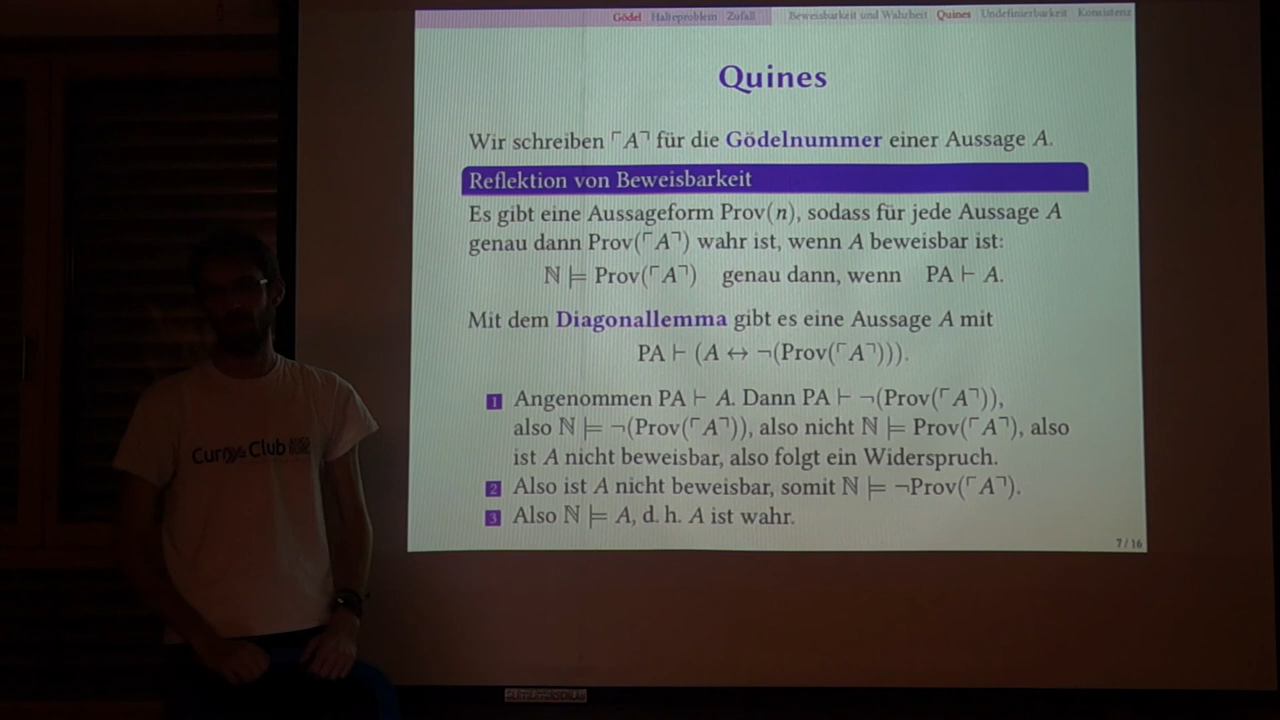 Gödel Halteproblem Zufall Beweisbarkeit und Wahrheit Quines Undefinierbarkeit Konsistenz
Quines
Wir schreiben ⌜A⌝ für die Gödelnummer einer Aussage A.
Reflektion von Beweisbarkeit
Es gibt eine Aussageform Prov(n), sodass für jede Aussage A
genau dann Prov(⌜A⌝) wahr ist, wenn A beweisbar ist:
ℕ ⊨ Prov(⌜A⌝) genau dann, wenn PA ⊢ A.
Mit dem Diagonallemma gibt es eine Aussage A mit
PA ⊢ (A ↔ ¬(Prov(⌜A⌝))).
1 Angenommen PA ⊢ A. Dann PA ⊢ ¬(Prov(⌜A⌝)),
also ℕ ⊨ ¬(Prov(⌜A⌝)), also nicht ℕ ⊨ Prov(⌜A⌝), also
ist A nicht beweisbar, also folgt ein Widerspruch.
2 Also ist A nicht beweisbar, somit ℕ ⊨ ¬Prov(⌜A⌝).
3 Also ℕ ⊨ A, d. h. A ist wahr.
7 / 16
Club